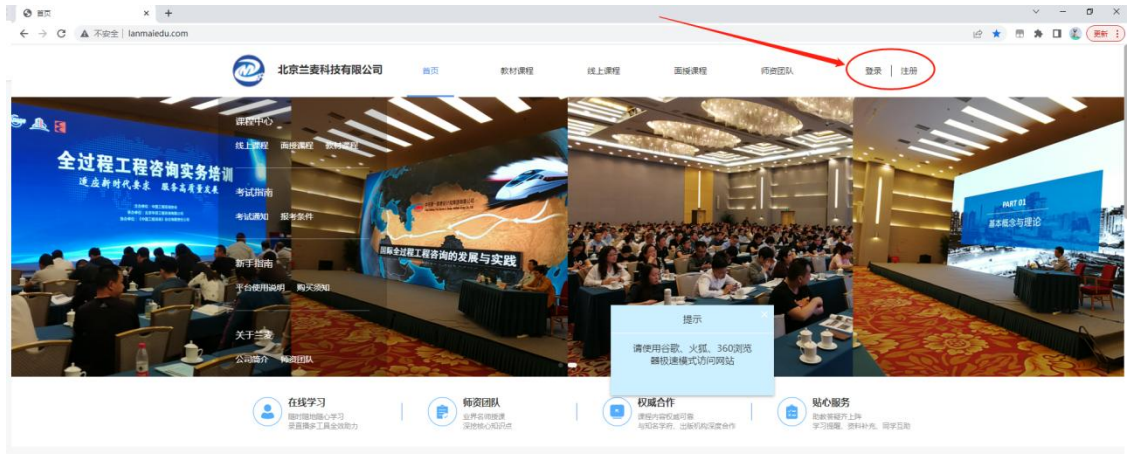 首页
不安全 | lanmaiedu.com
更新
北京兰麦科技有限公司
首页 教材课程 线上课程 面授课程 师资团队
登录 | 注册
全过程工程咨询实务培训
适应新时代要求 服务高质量发展
课程中心
线上课程 面授课程 教材课程
考试指南
考试通知 报考条件
新手指南
平台使用说明 购买须知
关于兰麦
公司简介 师资团队
国际全过程工程咨询的发展与实践
PART 01
基本概念与理论
提示
请使用谷歌、火狐、360浏览
器极速模式访问网站
在线学习
随时随地随心学习
录直播多工具全效助力
师资团队
业界名师授课
深挖核心知识点
权威合作
课程内容权威可靠
与知名学府、出版机构深度合作
贴心服务
助教答疑齐上阵
学习提醒、资料补充、同学互助